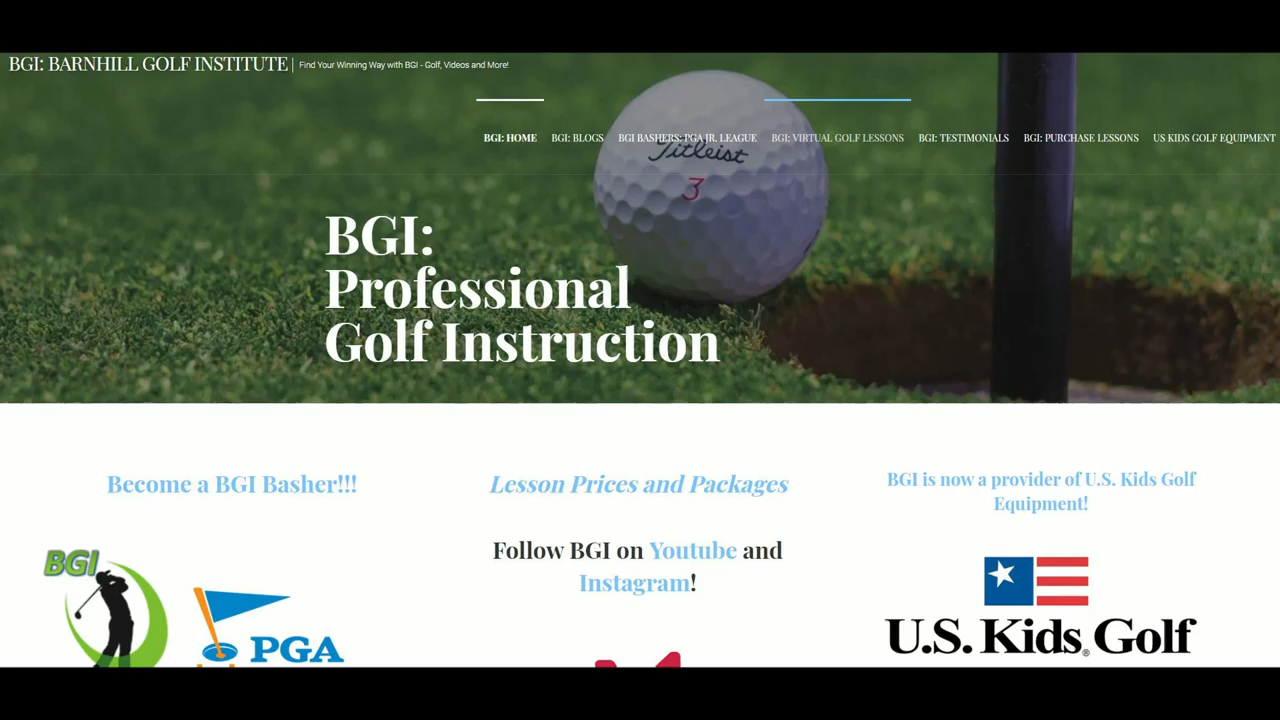 BGI: BARNHILL GOLF INSTITUTE | Find Your Winning Way with BGI - Golf, Videos and More!
BGI: HOME BGI: BLOGS BGI BASHERS: PGA JR. LEAGUE BGI: VIRTUAL GOLF LESSONS BGI: TESTIMONIALS BGI: PURCHASE LESSONS US KIDS GOLF EQUIPMENT
Titleist
3
BGI:
Professional
Golf Instruction
Become a BGI Basher!!!
Lesson Prices and Packages
BGI is now a provider of U.S. Kids Golf
Equipment!
Follow BGI on Youtube and
Instagram!
BGI
PGA
U.S. Kids® Golf